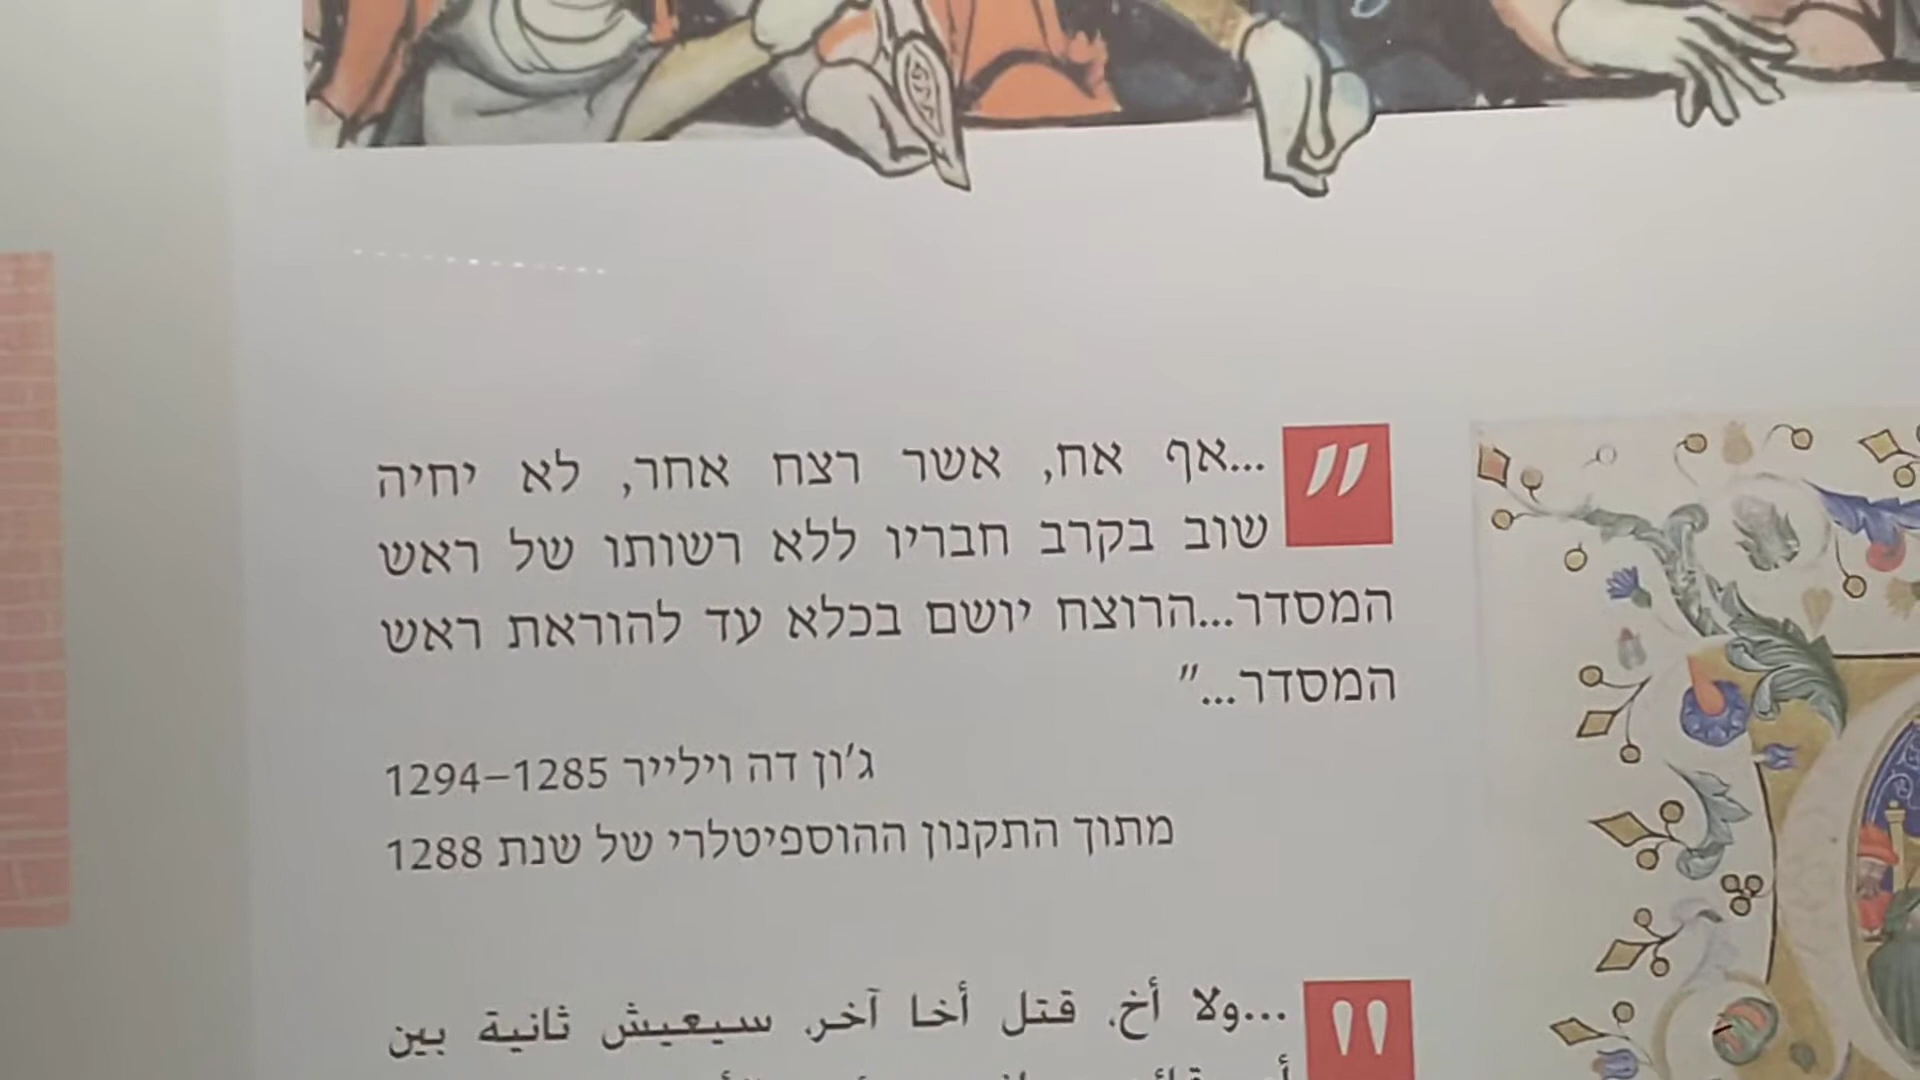 ...אף אח, אשר רצח אחר, לא יחיה
שוב בקרב חבריו ללא רשותו של ראש
המסדר...הרוצח יושם בכלא עד להוראת ראש
המסדר..."
ג'ון דה וילייר 1285–1294
מתוך התקנון ההוספיטלרי של שנת 1288
...ولا أخ، قتل أخا آخر، سيعيش ثانية بين